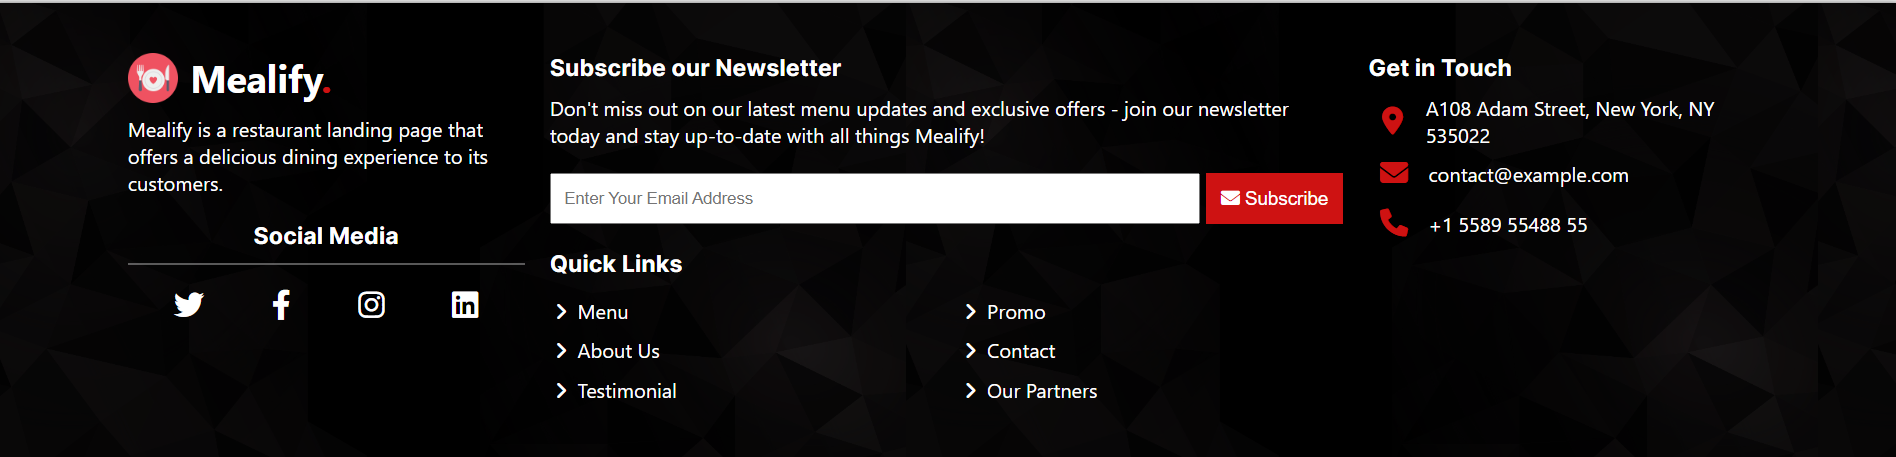 Mealify.
Mealify is a restaurant landing page that
offers a delicious dining experience to its
customers.
Social Media
Subscribe our Newsletter
Don't miss out on our latest menu updates and exclusive offers - join our newsletter
today and stay up-to-date with all things Mealify!
Enter Your Email Address
Subscribe
Quick Links
Menu
About Us
Testimonial
Promo
Contact
Our Partners
Get in Touch
A108 Adam Street, New York, NY
535022
contact@example.com
+1 5589 55488 55